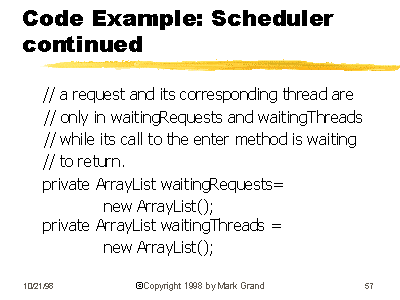 Code Example: Scheduler
continued
// a request and its corresponding thread are
// only in waitingRequests and waitingThreads
// while its call to the enter method is waiting
// to return.
private ArrayList waitingRequests=
new ArrayList();
private ArrayList waitingThreads =
new ArrayList();
10/21/98 ©Copyright 1998 by Mark Grand 57